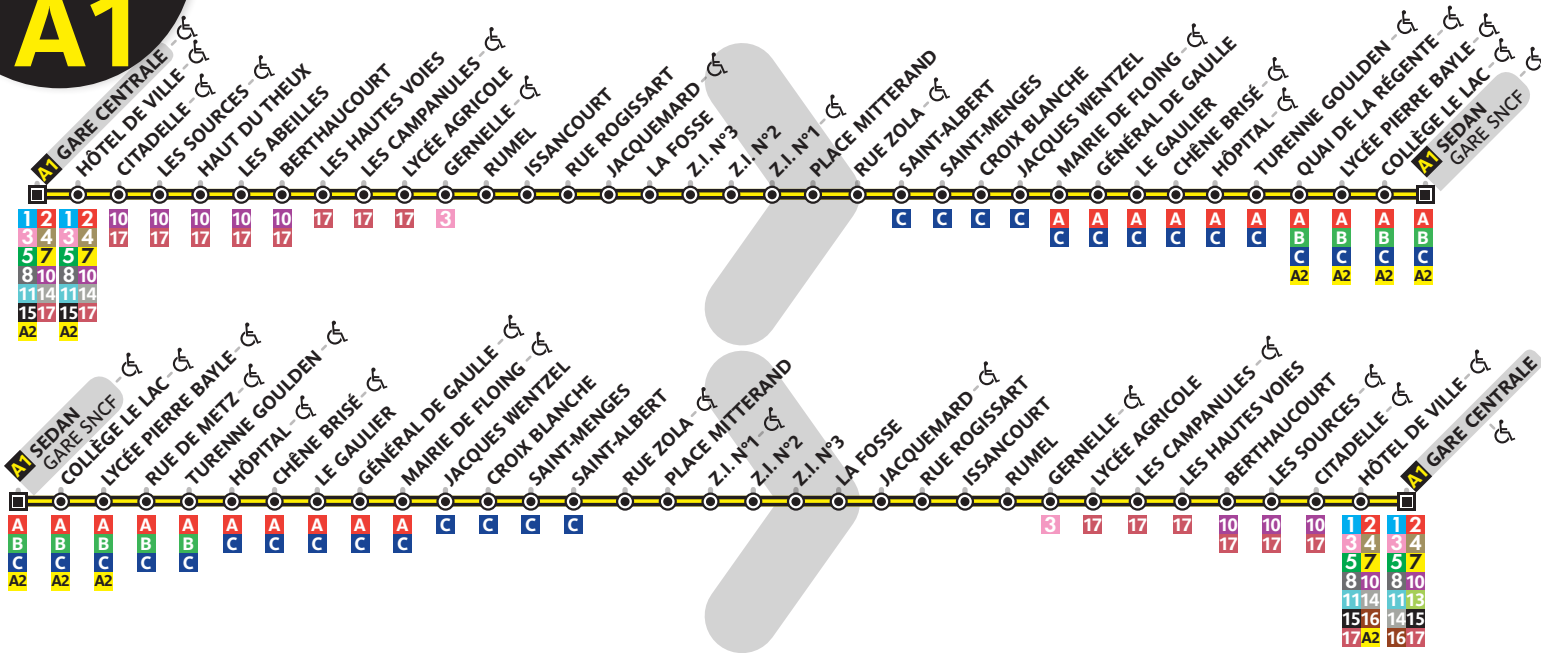 A1
A1 GARE CENTRALE
HÔTEL DE VILLE
CITADELLE
LES SOURCES
HAUT DU THEUX
LES ABEILLES
BERTHAUCOURT
LES HAUTES VOIES
LES CAMPANULES
LYCÉE AGRICOLE
GERNELLE
RUMEL
ISSANCOURT
RUE ROGISSART
JACQUEMARD
LA FOSSE
Z.I. N°3
Z.I. N°2
Z.I. N°1
PLACE MITTERAND
RUE ZOLA
SAINT-ALBERT
SAINT-MENGES
CROIX BLANCHE
JACQUES WENTZEL
MAIRIE DE FLOING
GÉNÉRAL DE GAULLE
LE GAULIER
CHÊNE BRISÉ
HÔPITAL
TURENNE GOULDEN
QUAI DE LA RÉGENTE
LYCÉE PIERRE BAYLE
COLLÈGE LE LAC
A1 SEDAN
GARE SNCF
1 2 1 2 10 10 10 10 10 17 17 17 3 C C C C A A A A A A A A A A
3 4 3 4 17 17 17 17 17 C C C C C C B B B B
5 7 5 7 C C C C
8 10 8 10 A2 A2 A2 A2
11 14 11 14
15 17 15 17
A2 A2
A1 SEDAN
GARE SNCF
COLLÈGE LE LAC
LYCÉE PIERRE BAYLE
RUE DE METZ
TURENNE GOULDEN
HÔPITAL
CHÊNE BRISÉ
LE GAULIER
GÉNÉRAL DE GAULLE
MAIRIE DE FLOING
JACQUES WENTZEL
CROIX BLANCHE
SAINT-MENGES
SAINT-ALBERT
RUE ZOLA
PLACE MITTERAND
Z.I. N°1
Z.I. N°2
Z.I. N°3
LA FOSSE
JACQUEMARD
RUE ROGISSART
ISSANCOURT
RUMEL
GERNELLE
LYCÉE AGRICOLE
LES CAMPANULES
LES HAUTES VOIES
BERTHAUCOURT
LES SOURCES
CITADELLE
HÔTEL DE VILLE
A1 GARE CENTRALE
A A A A A A A A A A C C C C 3 17 17 17 10 10 10 1 2 1 2
B B B B B C C C C C 17 17 17 3 4 3 4
C C C C C 5 7 5 7
A2 A2 A2 8 10 8 10
11 14 11 13
15 16 14 15
17 A2 16 17